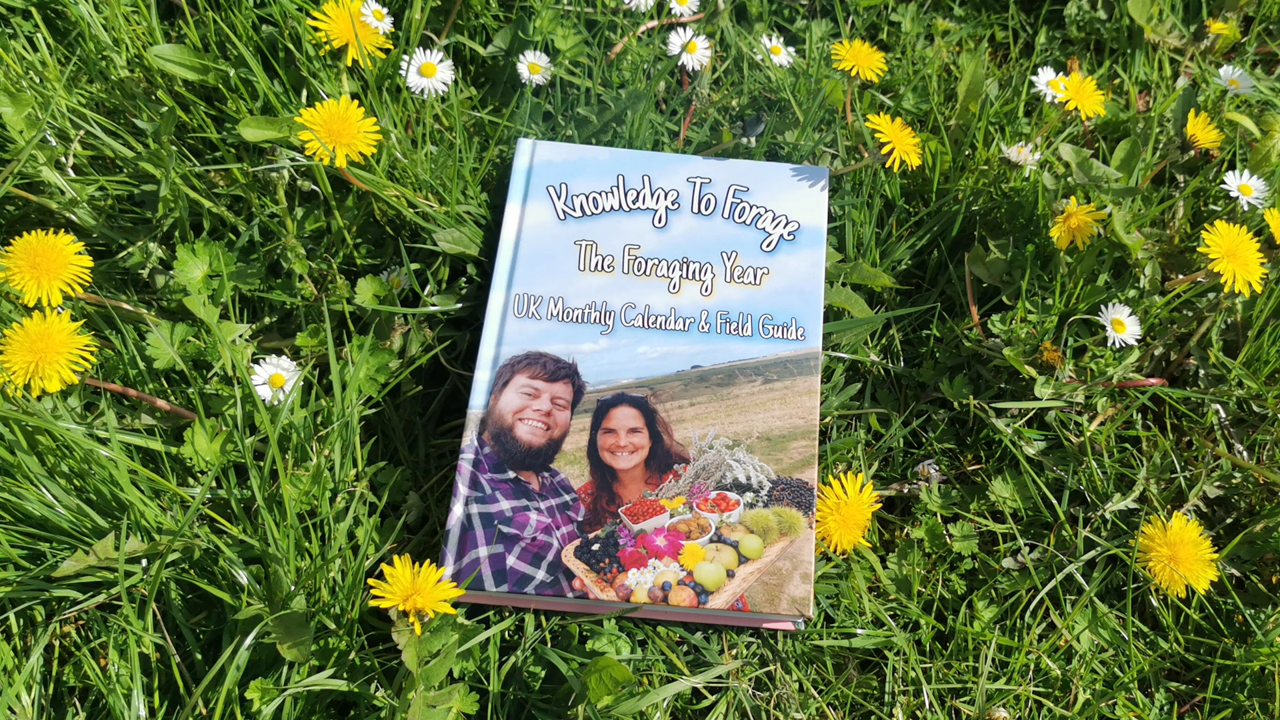 Knowledge To Forage
The Foraging Year
UK Monthly Calendar & Field Guide